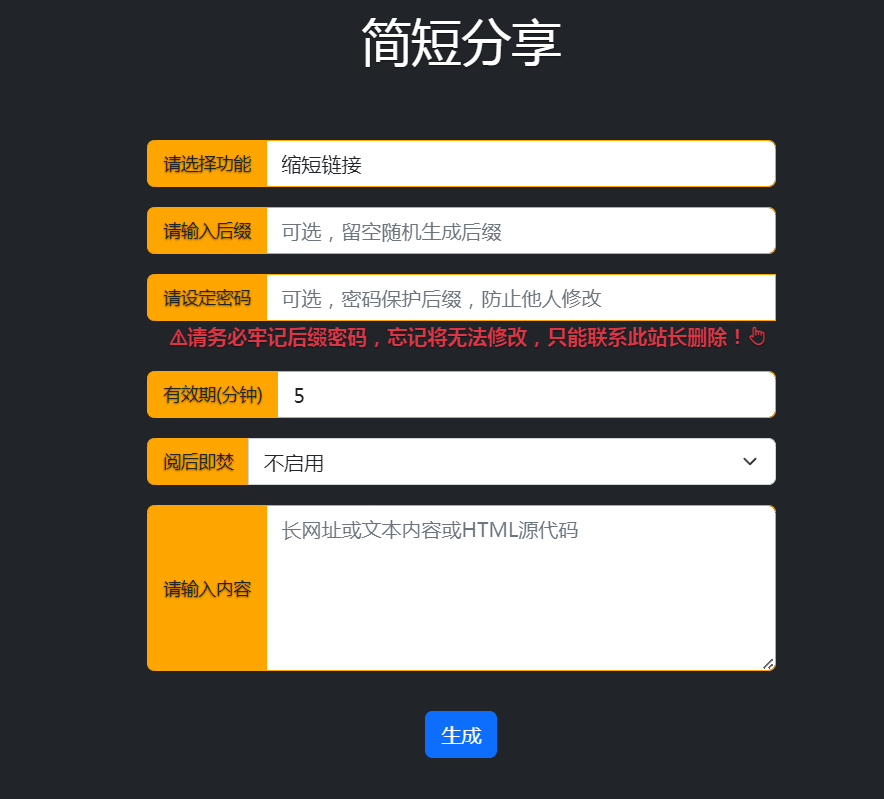 简短分享
请选择功能 缩短链接
请输入后缀 可选，留空随机生成后缀
请设定密码 可选，密码保护后缀，防止他人修改
⚠请务必牢记后缀密码，忘记将无法修改，只能联系此站长删除！👆
有效期(分钟) 5
阅后即焚 不启用
长网址或文本内容或HTML源代码
请输入内容
生成